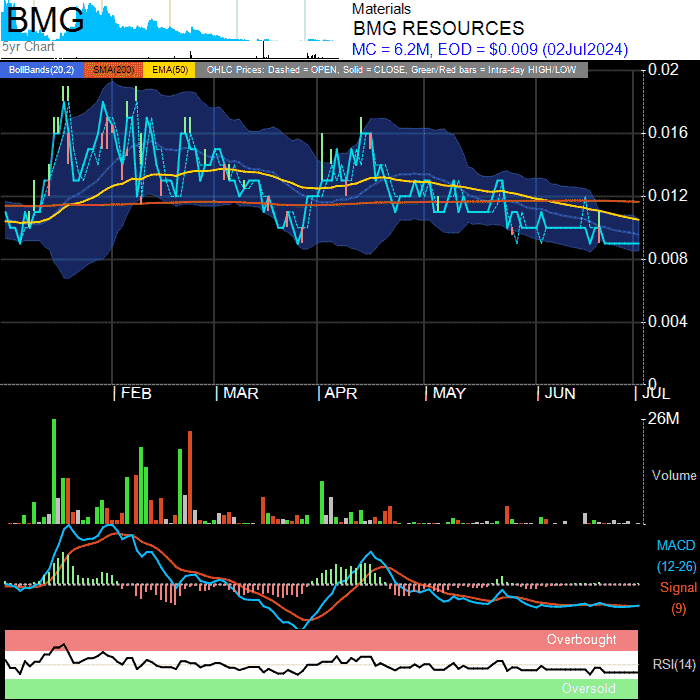 BMG
5yr Chart
Materials
BMG RESOURCES
MC = 6.2M, EOD = $0.009 (02Jul2024)
BollBands(20,2) SMA(200) EMA(50) OHLC Prices: Dashed = OPEN, Solid = CLOSE, Green/Red bars = Intra-day HIGH/LOW
0.02
0.016
0.012
0.008
0.004
0
FEB MAR APR MAY JUN JUL
26M
Volume
MACD
(12-26)
Signal
(9)
Overbought
RSI(14)
Oversold